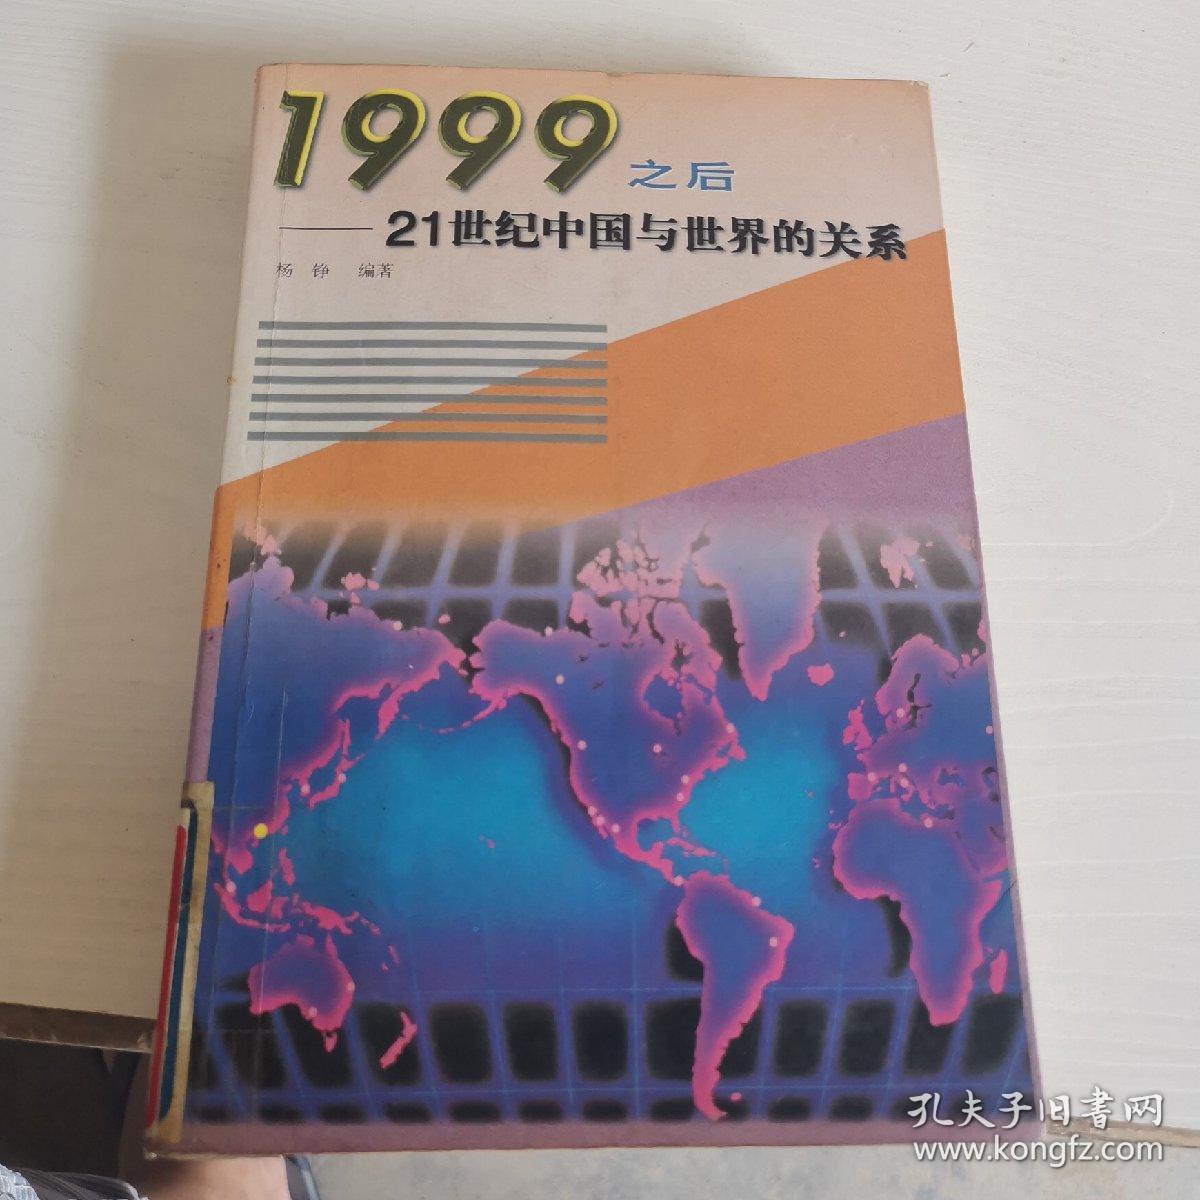 1999之后
——21世纪中国与世界的关系
杨 铮 编著
孔夫子旧書网
www.kongfz.com